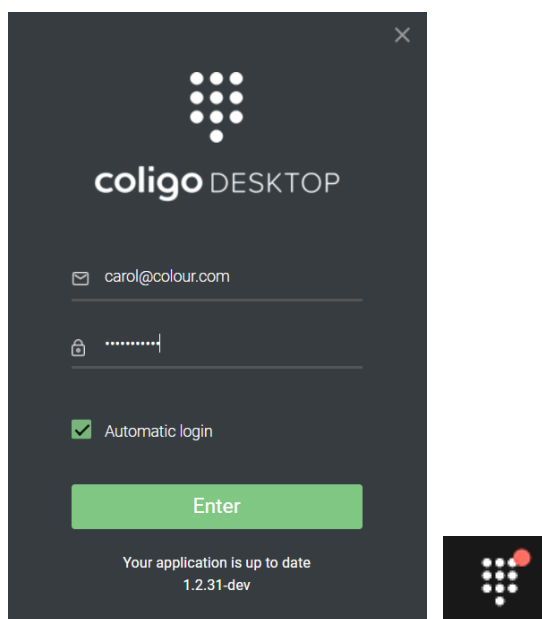 coligo DESKTOP
carol@colour.com
•••••••••••
Automatic login
Enter
Your application is up to date
1.2.31-dev